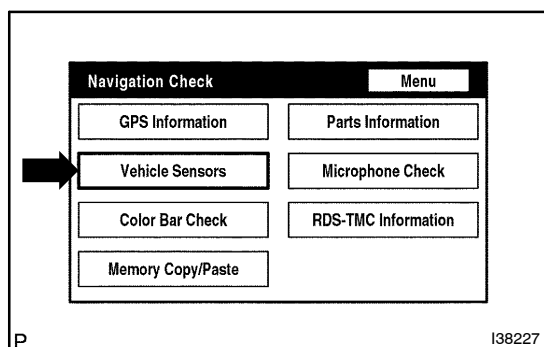 Navigation Check Menu
GPS Information Parts Information
Vehicle Sensors Microphone Check
Color Bar Check RDS-TMC Information
Memory Copy/Paste
P I38227